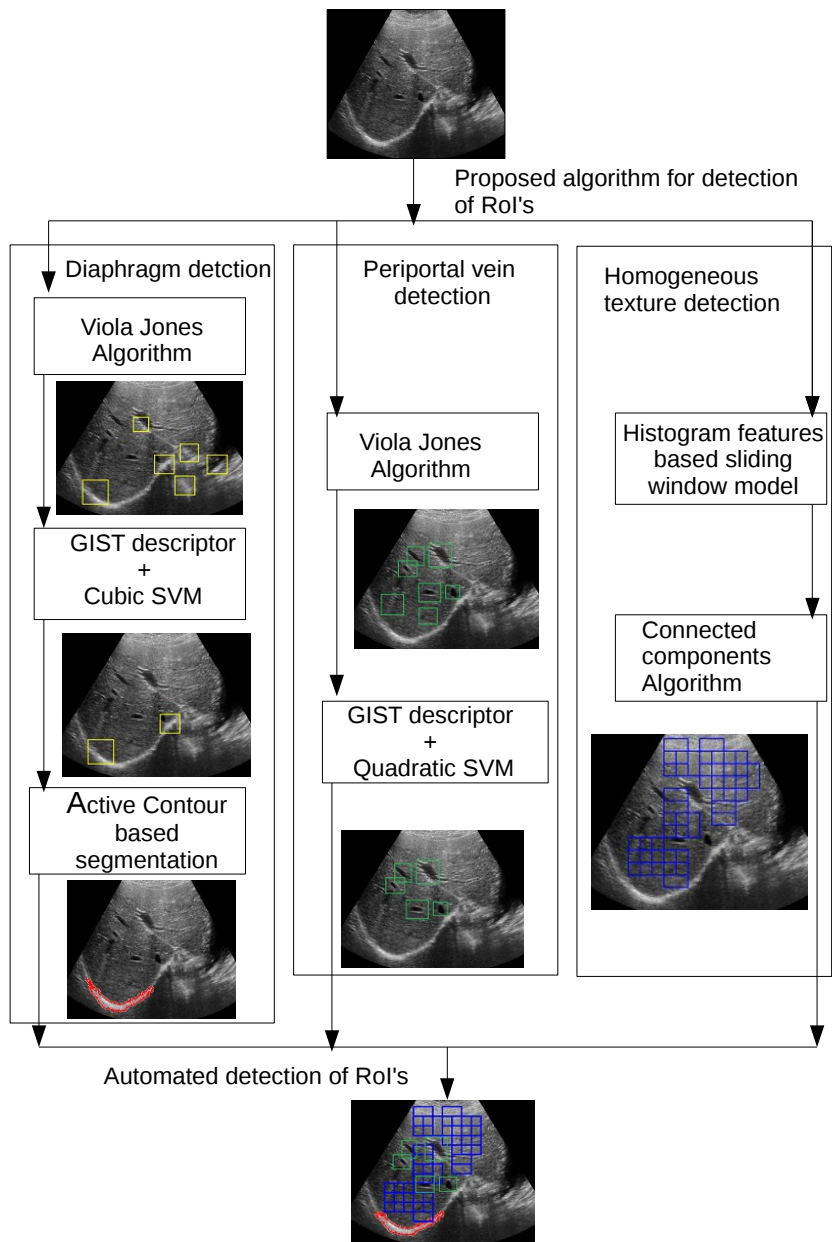 Proposed algorithm for detection
of RoI's
Diaphragm detction
Viola Jones
Algorithm
GIST descriptor
+
Cubic SVM
Active Contour
based
segmentation
Periportal vein
detection
Viola Jones
Algorithm
GIST descriptor
+
Quadratic SVM
Homogeneous
texture detection
Histogram features
based sliding
window model
Connected
components
Algorithm
Automated detection of RoI's